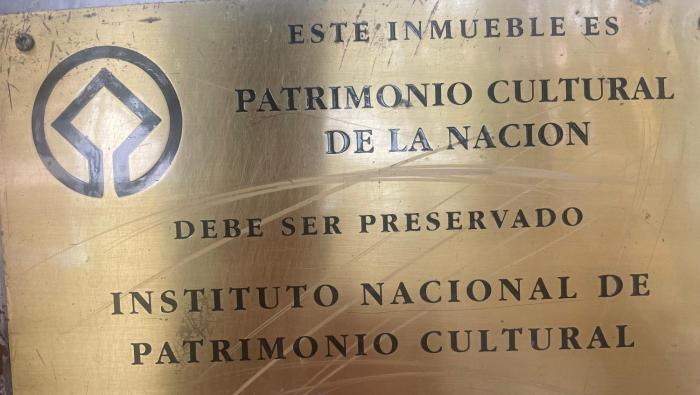 ESTE INMUEBLE ES
PATRIMONIO CULTURAL
DE LA NACION
DEBE SER PRESERVADO
INSTITUTO NACIONAL DE
PATRIMONIO CULTURAL